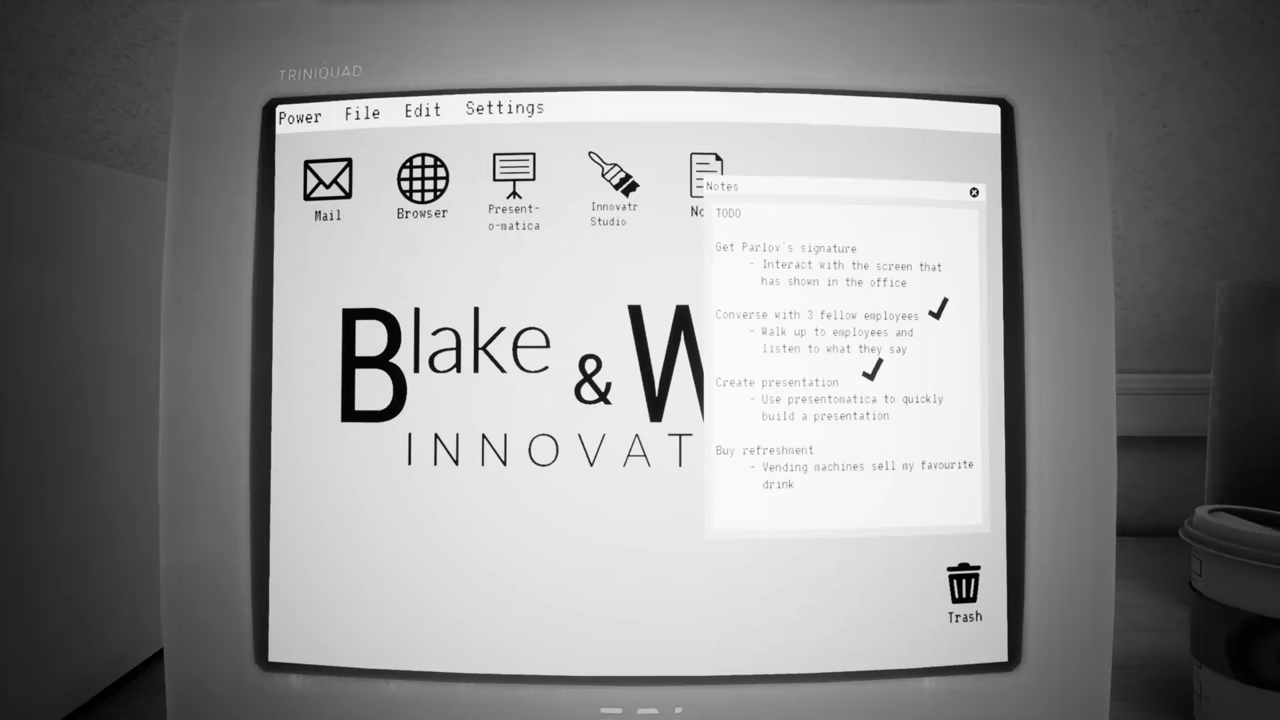 TRINIQUAD
Power File Edit Settings
Mail
Browser
Present-
o-matica
Innovatr
Studio
No
Notes
TODO
Get Parlov's signature
- Interact with the screen that
has shown in the office
Converse with 3 fellow employees
- Walk up to employees and
listen to what they say
Create presentation
- Use presentomatica to quickly
build a presentation
Buy refreshment
- Vending machines sell my favourite
drink
Blake & W
INNOVAT
Trash